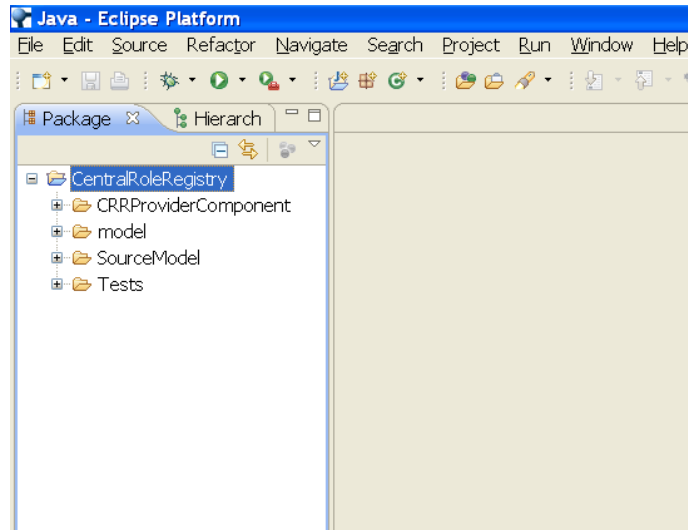 Java - Eclipse Platform
File Edit Source Refactor Navigate Search Project Run Window Help
Package Hierarch
CentralRoleRegistry
CRRProviderComponent
model
SourceModel
Tests